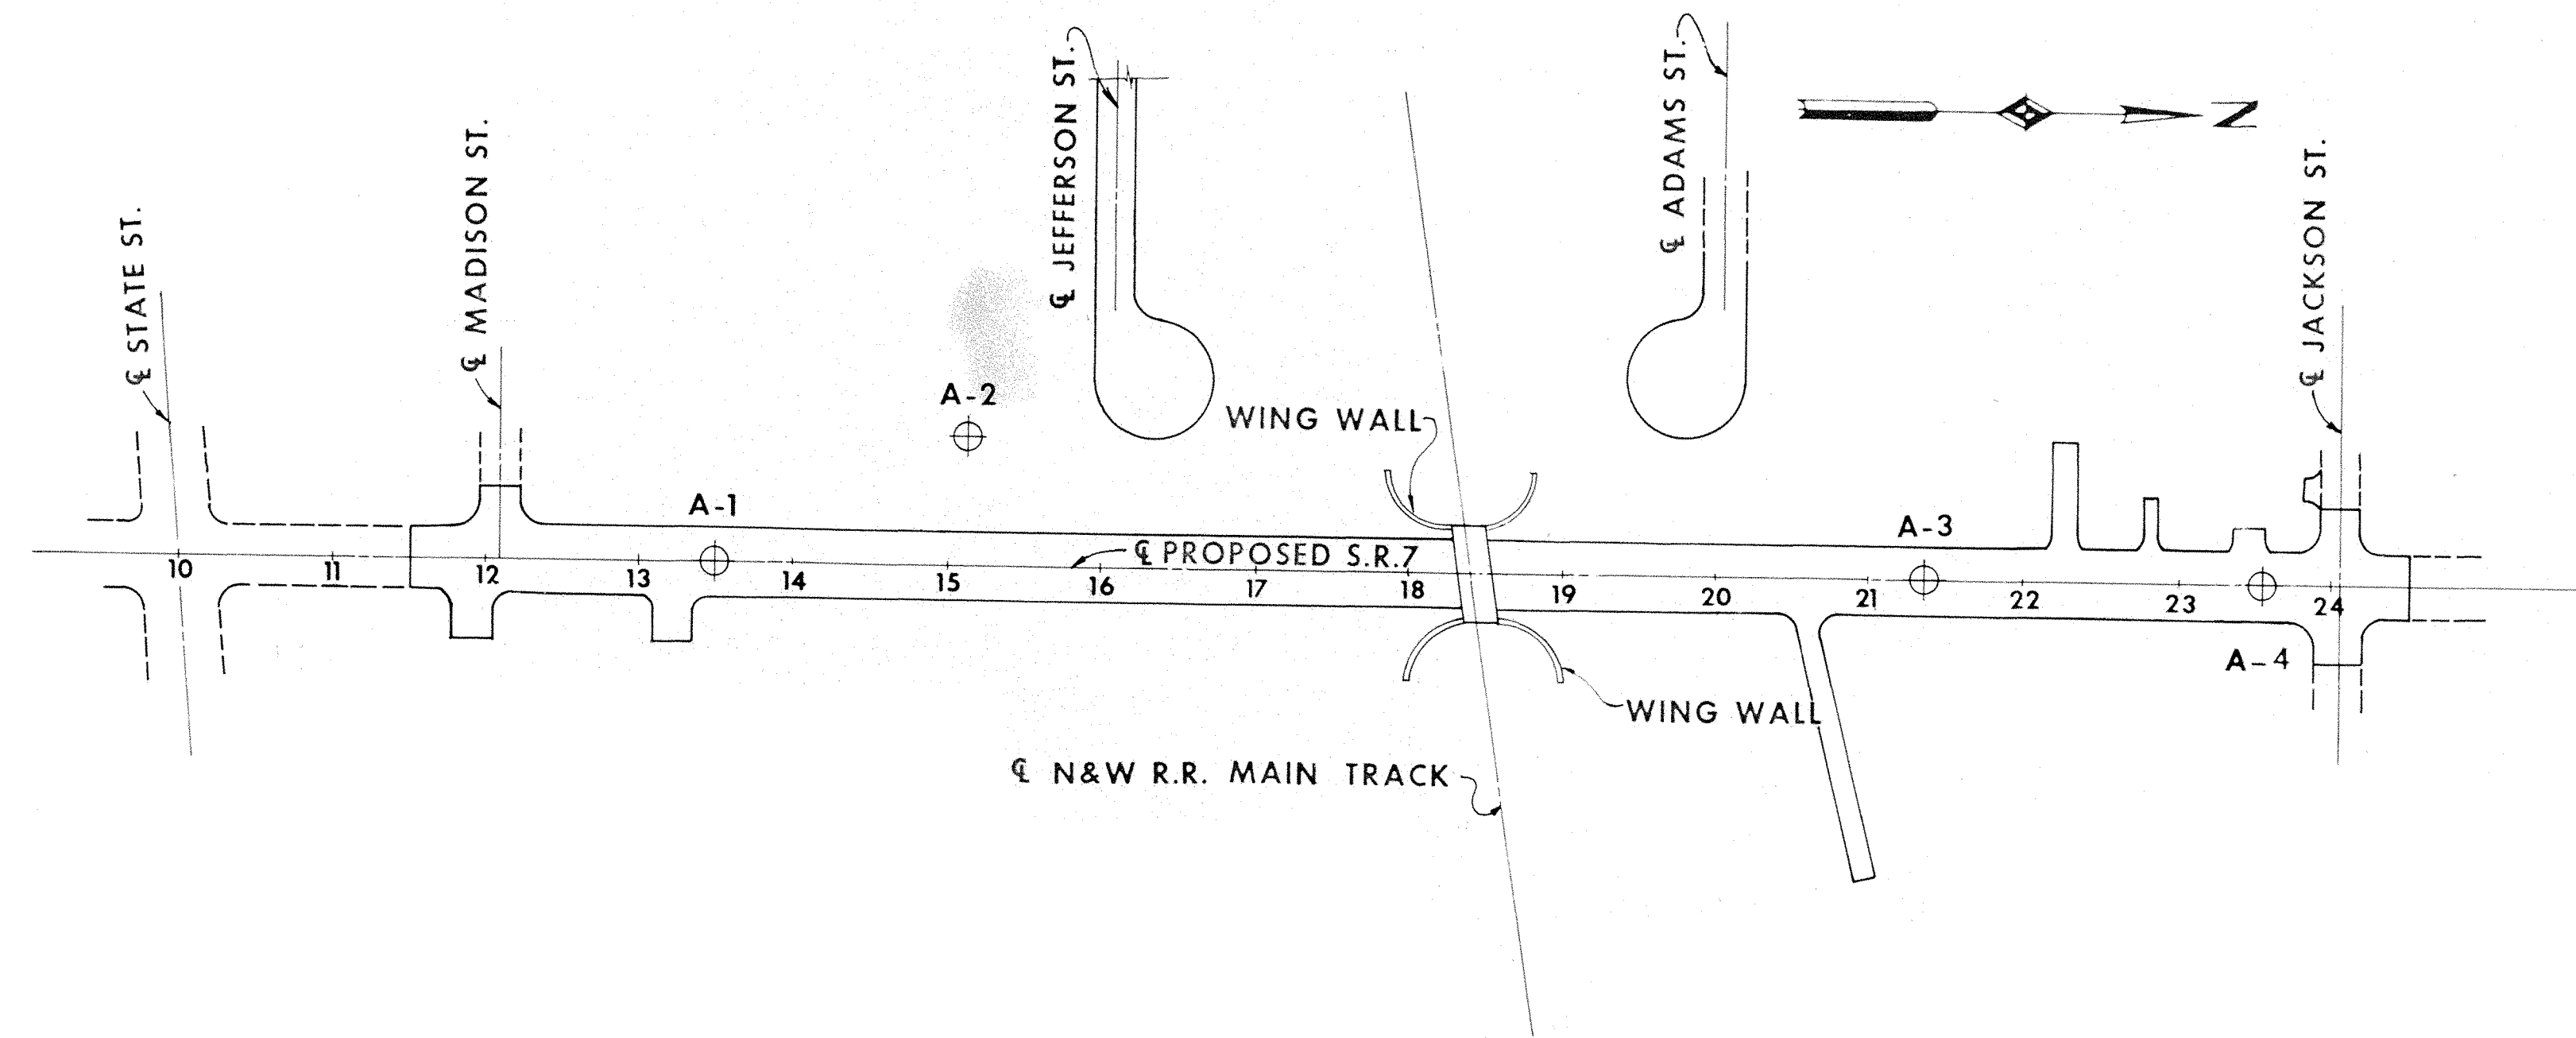 ℄ STATE ST.
℄ MADISON ST.
℄ JEFFERSON ST.
℄ ADAMS ST.
N
℄ JACKSON ST.
A-2
WING WALL
A-1
A-3
℄ PROPOSED S.R.7
10 11 12 13 14 15 16 17 18 19 20 21 22 23 24
A-4
WING WALL
℄ N&W R.R. MAIN TRACK